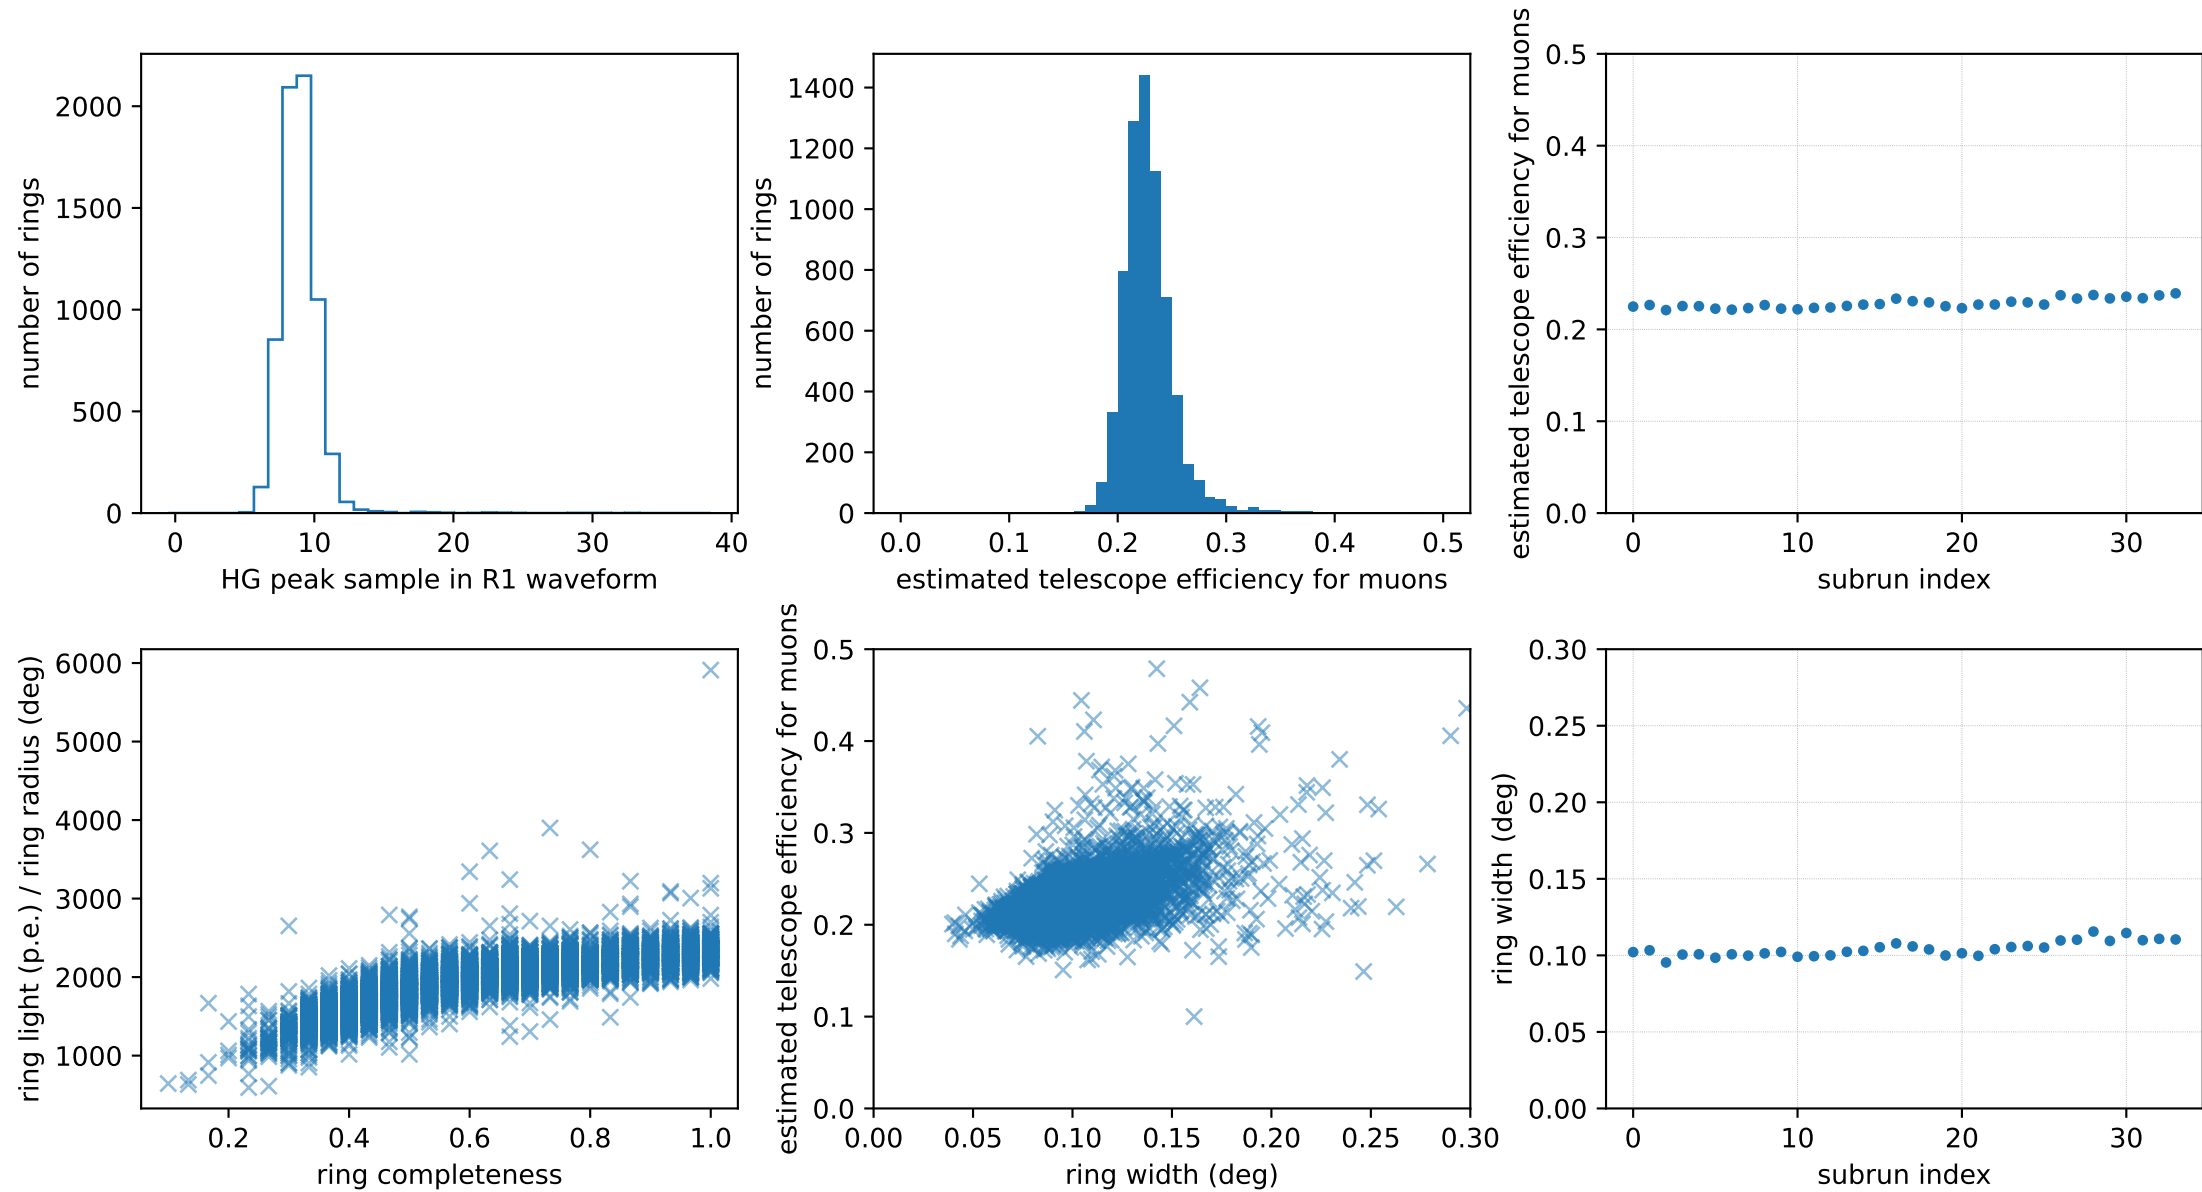 2000
1500
1000
500
0
number of rings
0 10 20 30 40
HG peak sample in R1 waveform
1400
1200
1000
800
600
400
200
0
number of rings
0.0 0.1 0.2 0.3 0.4 0.5
estimated telescope efficiency for muons
0.5
0.4
0.3
0.2
0.1
0.0
estimated telescope efficiency for muons
0 10 20 30
subrun index
6000
5000
4000
3000
2000
1000
ring light (p.e.) / ring radius (deg)
0.2 0.4 0.6 0.8 1.0
ring completeness
0.5
0.4
0.3
0.2
0.1
0.0
estimated telescope efficiency for muons
0.00 0.05 0.10 0.15 0.20 0.25 0.30
ring width (deg)
0.30
0.25
0.20
0.15
0.10
0.05
0.00
ring width (deg)
0 10 20 30
subrun index